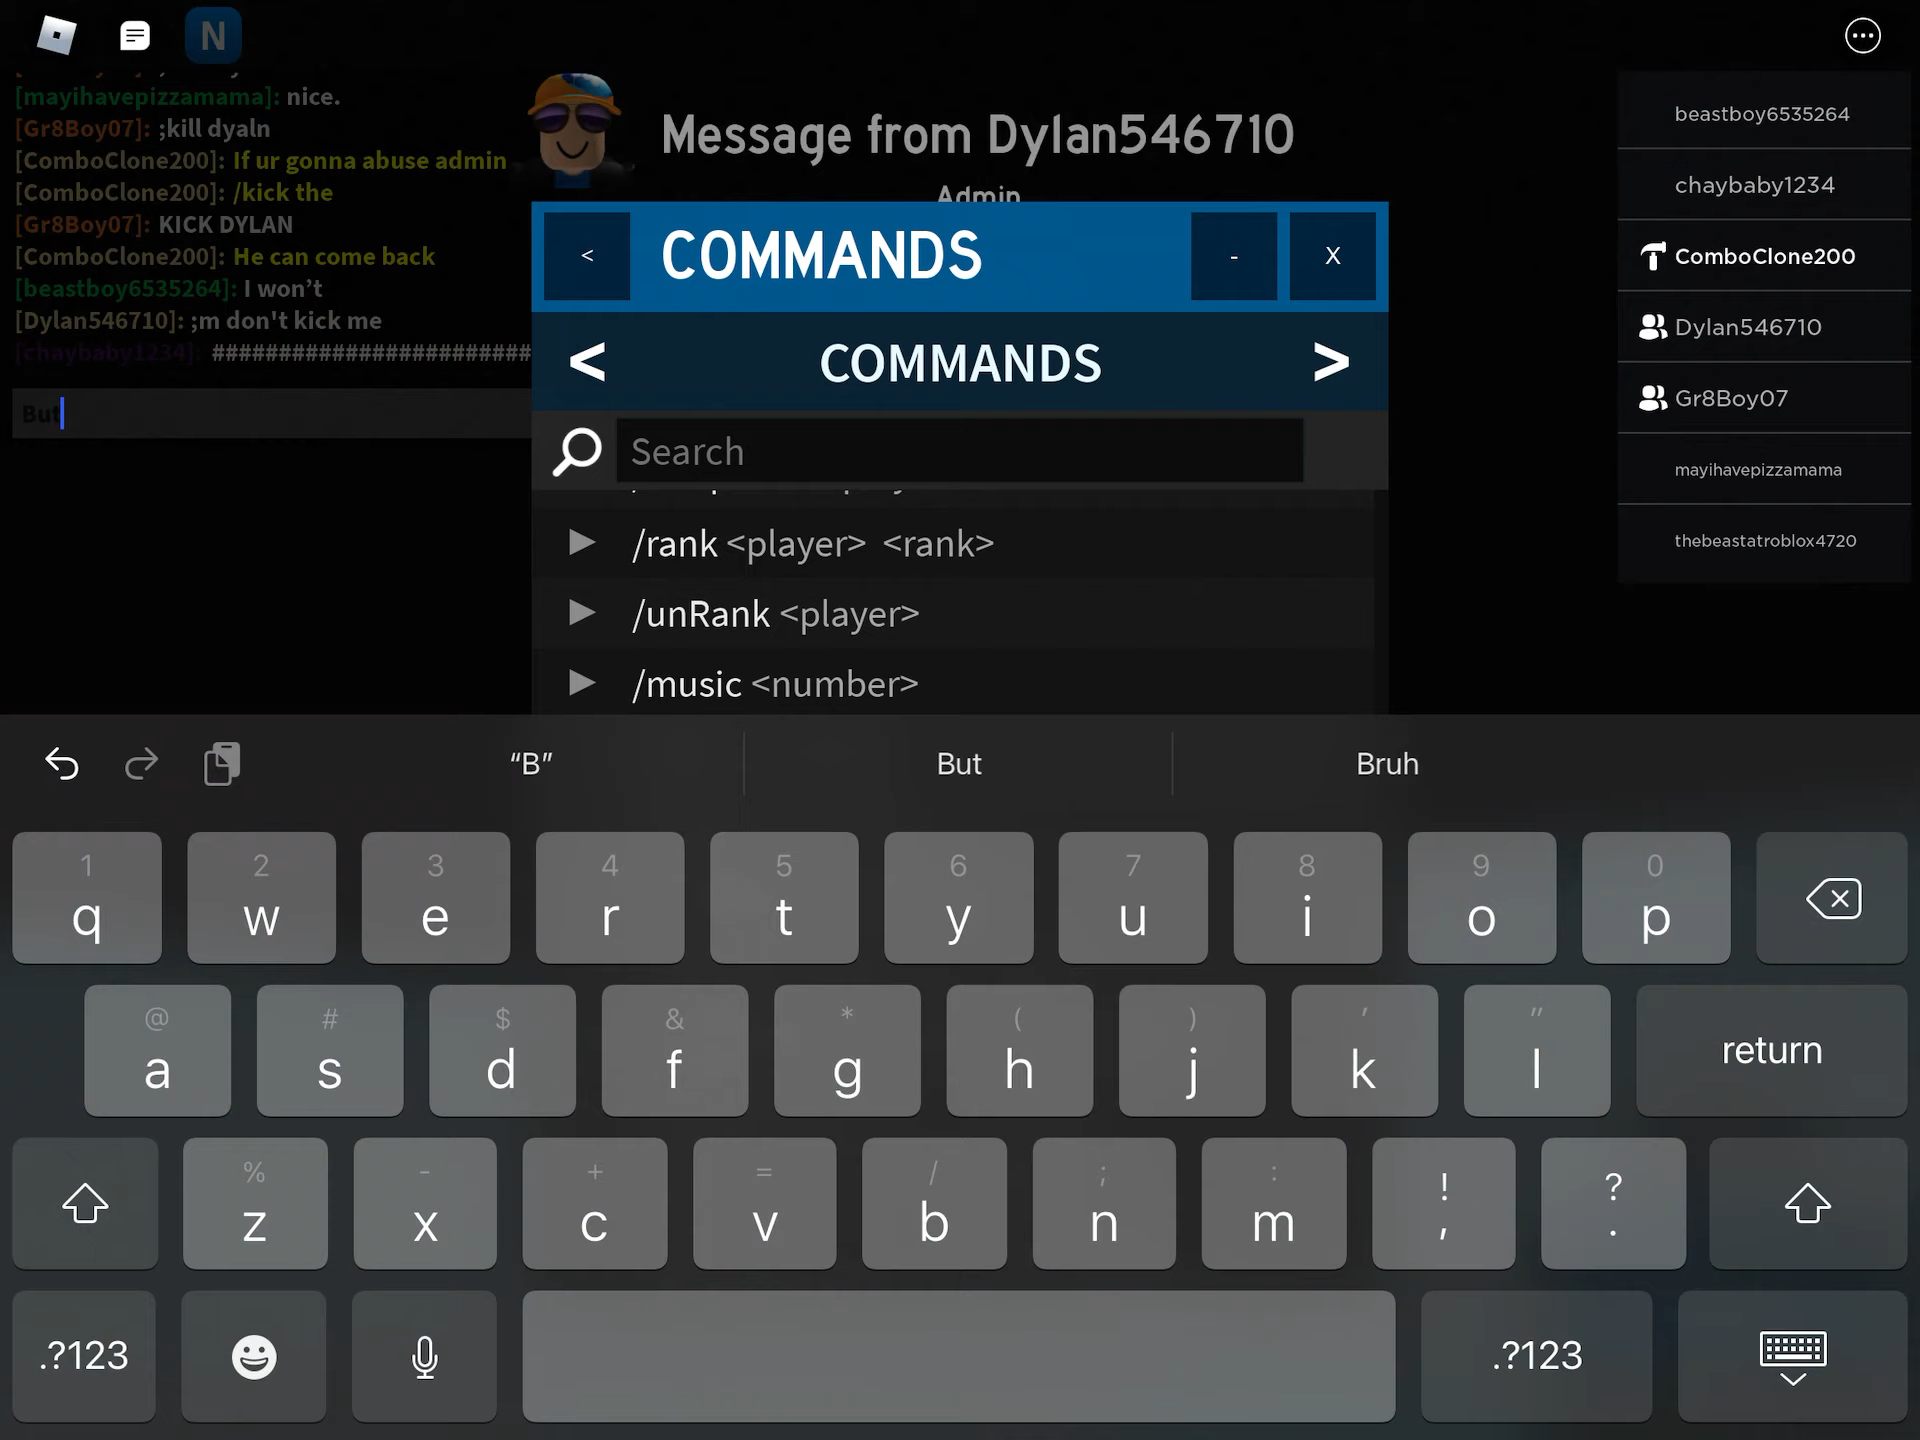 N
[mayihavepizzamama]: nice.
[Gr8Boy07]: ;kill dyaln
[ComboClone200]: If ur gonna abuse admin
[ComboClone200]: /kick the
[Gr8Boy07]: KICK DYLAN
[ComboClone200]: He can come back
[beastboy6535264]: I won't
[Dylan546710]: ;m don't kick me
[chaybaby1234]: ########################
But
Message from Dylan546710
Admin
< COMMANDS - X
< COMMANDS >
Search
/rank <player> <rank>
/unRank <player>
/music <number>
beastboy6535264
chaybaby1234
ComboClone200
Dylan546710
Gr8Boy07
mayihavepizzamama
thebeastatroblox4720
“B” But Bruh
1 2 3 4 5 6 7 8 9 0
q w e r t y u i o p
@ # $ & * ( ) ' "
a s d f g h j k l return
% - + = / ; : ! ?
z x c v b n m , .
.?123 .?123